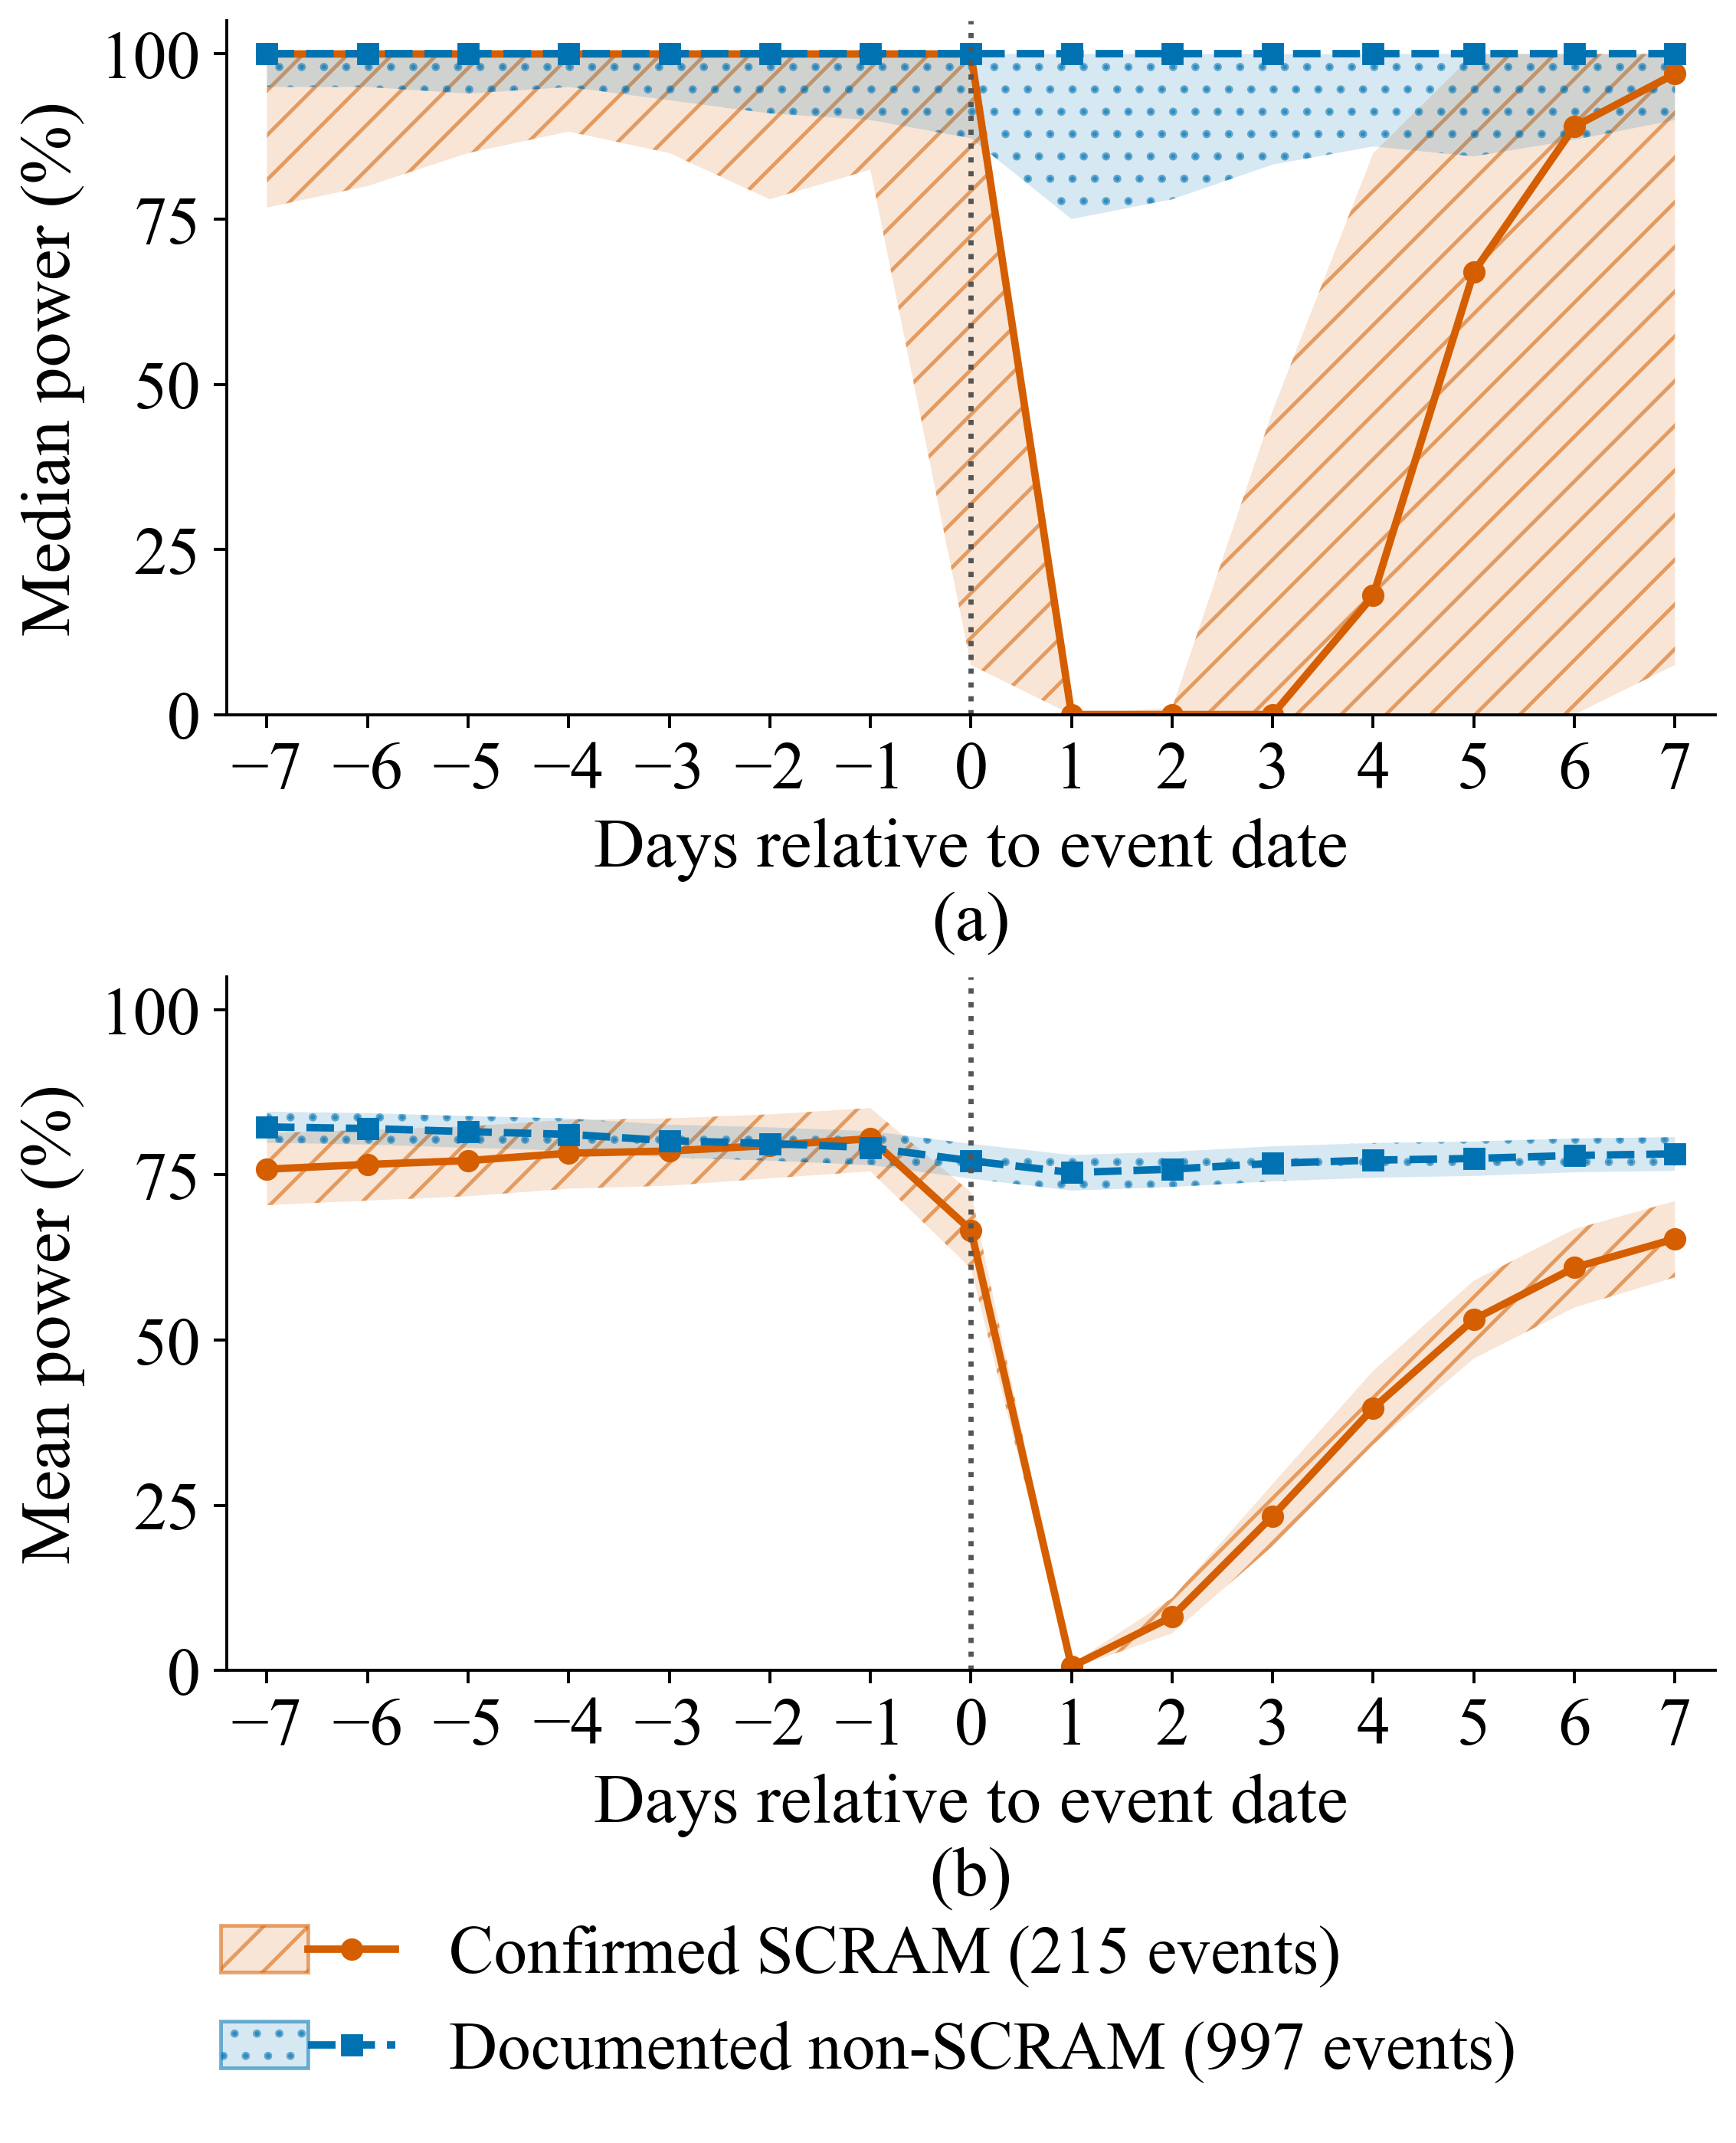 Median power (%)
100
75
50
25
0
−7 −6 −5 −4 −3 −2 −1 0 1 2 3 4 5 6 7
Days relative to event date
(a)
Mean power (%)
100
75
50
25
0
−7 −6 −5 −4 −3 −2 −1 0 1 2 3 4 5 6 7
Days relative to event date
(b)
Confirmed SCRAM (215 events)
Documented non-SCRAM (997 events)